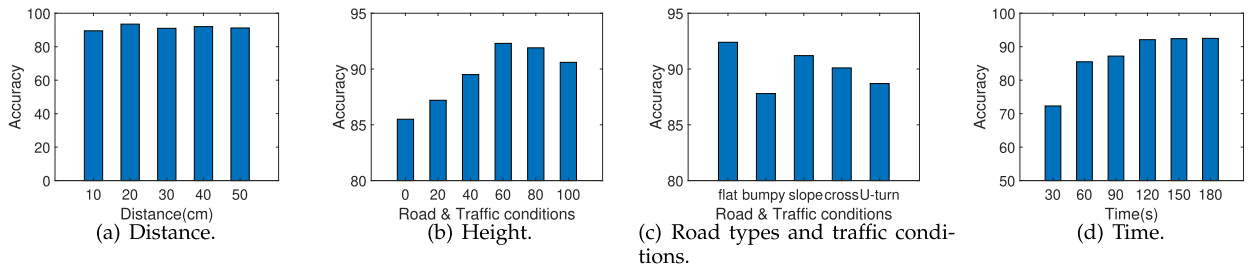 Accuracy
100
80
60
40
20
0
10 20 30 40 50
Distance(cm)
(a) Distance.
Accuracy
95
90
85
80
0 20 40 60 80 100
Road & Traffic conditions
(b) Height.
Accuracy
95
90
85
80
flat bumpy slope cross U-turn
Road & Traffic conditions
(c) Road types and traffic condi-
tions.
Accuracy
100
90
80
70
60
50
30 60 90 120 150 180
Time(s)
(d) Time.